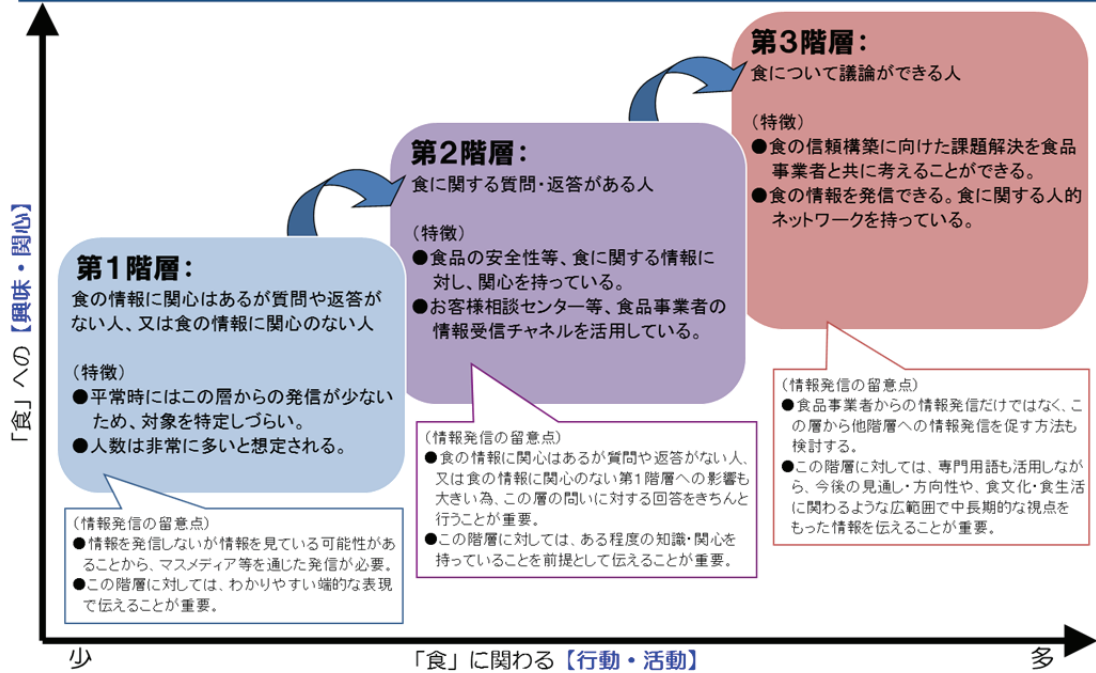 「食」への【興味・関心】
第1階層：
食の情報に関心はあるが質問や返答が
ない人、又は食の情報に関心のない人
（特徴）
●平常時にはこの層からの発信が少ない
ため、対象を特定しづらい。
●人数は非常に多いと想定される。
（情報発信の留意点）
●情報を発信しないが情報を見ている可能性があ
ることから、マスメディア等を通じた発信が必要。
●この階層に対しては、わかりやすい端的な表現
で伝えることが重要。
第2階層：
食に関する質問・返答がある人
（特徴）
●食品の安全性等、食に関する情報に
対し、関心を持っている。
●お客様相談センター等、食品事業者の
情報受信チャネルを活用している。
（情報発信の留意点）
●食の情報に関心はあるが質問や返答がない人、
又は食の情報に関心のない第1階層への影響も
大きい為、この層の問いに対する回答をきちんと
行うことが重要。
●この階層に対しては、ある程度の知識・関心を
持っていることを前提として伝えることが重要。
第3階層：
食について議論ができる人
（特徴）
●食の信頼構築に向けた課題解決を食品
事業者と共に考えることができる。
●食の情報を発信できる。食に関する人的
ネットワークを持っている。
（情報発信の留意点）
●食品事業者からの情報発信だけではなく、こ
の層から他階層への情報発信を促す方法も
検討する。
●この階層に対しては、専門用語も活用しなが
ら、今後の見通し・方向性や、食文化・食生活
に関わるような広範囲で中長期的な視点を
もった情報を伝えることが重要。
少
「食」に関わる【行動・活動】
多